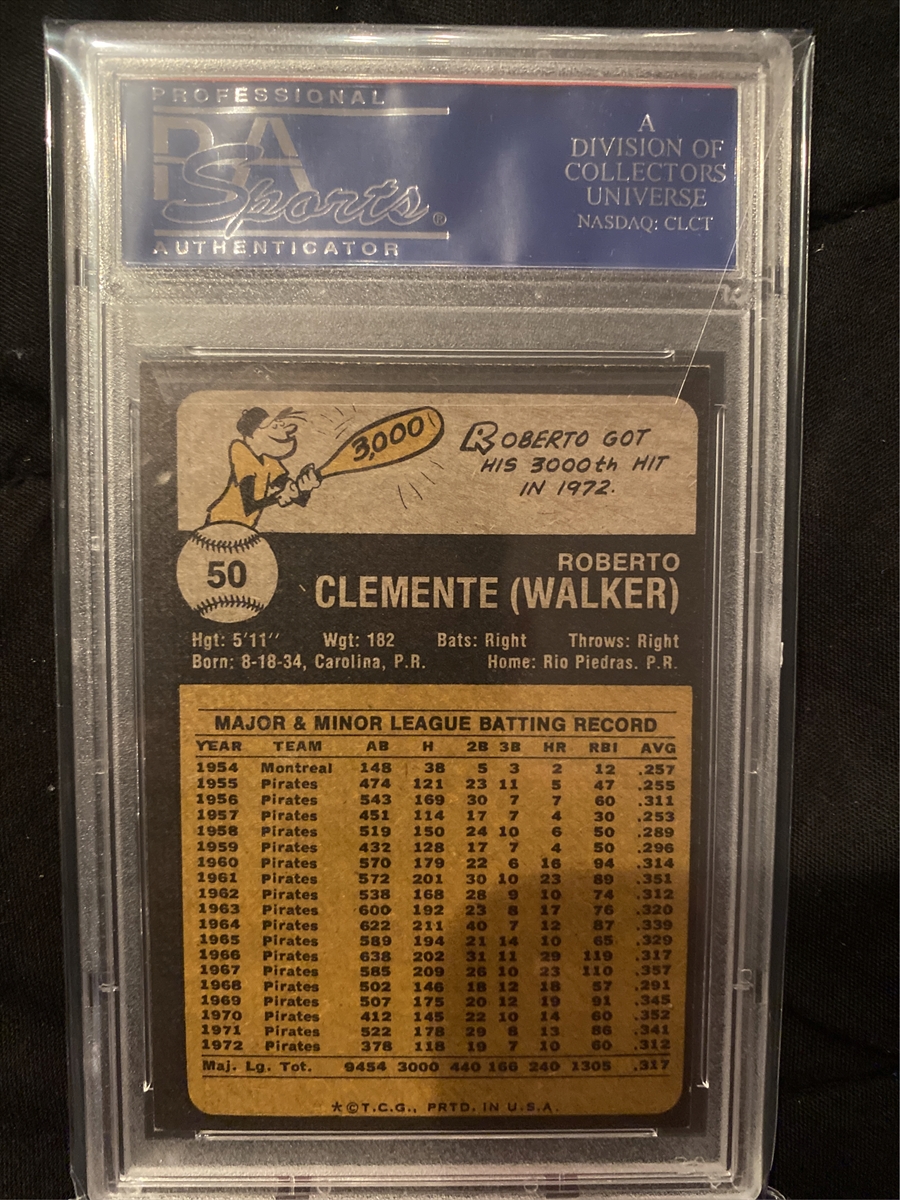 PROFESSIONAL
PSA
Sports®
AUTHENTICATOR
A
DIVISION OF
COLLECTORS
UNIVERSE
NASDAQ: CLCT
3,000
ROBERTO GOT
HIS 3000th HIT
IN 1972.
50
ROBERTO
CLEMENTE (WALKER)
Hgt: 5'11" Wgt: 182 Bats: Right Throws: Right
Born: 8-18-34, Carolina, P.R. Home: Rio Piedras. P.R.
MAJOR & MINOR LEAGUE BATTING RECORD
YEAR TEAM AB H 2B 3B HR RBI AVG
1954 Montreal 148 38 5 3 2 12 .257
1955 Pirates 474 121 23 11 5 47 .255
1956 Pirates 543 169 30 7 7 60 .311
1957 Pirates 451 114 17 7 4 30 .253
1958 Pirates 519 150 24 10 6 50 .289
1959 Pirates 432 128 17 7 4 50 .296
1960 Pirates 570 179 22 6 16 94 .314
1961 Pirates 572 201 30 10 23 89 .351
1962 Pirates 538 168 28 9 10 74 .312
1963 Pirates 600 192 23 8 17 76 .320
1964 Pirates 622 211 40 7 12 87 .339
1965 Pirates 589 194 21 14 10 65 .329
1966 Pirates 638 202 31 11 29 119 .317
1967 Pirates 585 209 26 10 23 110 .357
1968 Pirates 502 146 18 12 18 57 .291
1969 Pirates 507 175 20 12 19 91 .345
1970 Pirates 412 145 22 10 14 60 .352
1971 Pirates 522 178 29 8 13 86 .341
1972 Pirates 378 118 19 7 10 60 .312
Maj. Lg. Tot. 9454 3000 440 166 240 1305 .317
*©T.C.G., PRTD. IN U.S.A.